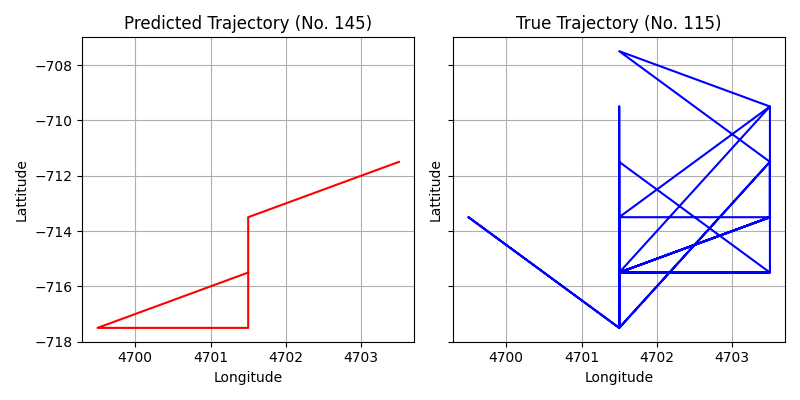 Predicted Trajectory (No. 145)
True Trajectory (No. 115)
−708
−710
−712
−714
−716
−718
Lattitude
Lattitude
4700
4701
4702
4703
4700
4701
4702
4703
Longitude
Longitude